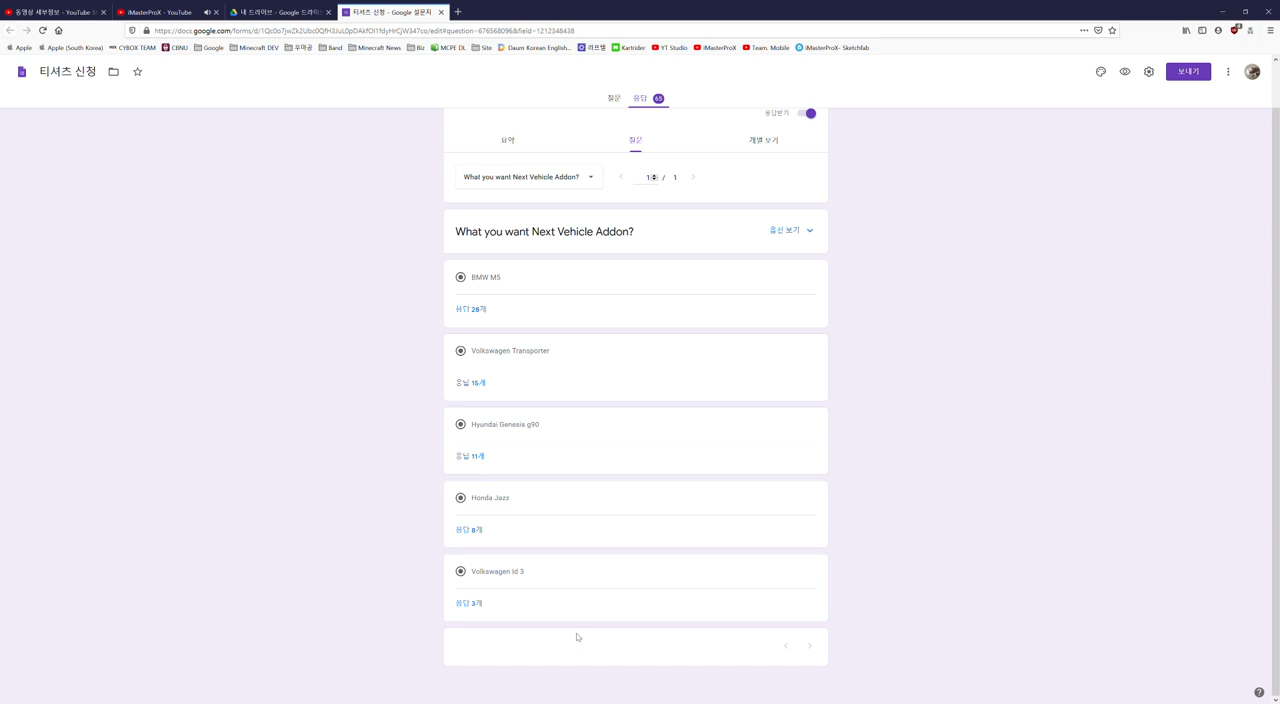 동영상 세부정보 - YouTube S
iMasterProX - YouTube
내 드라이브 - Google 드라이
티셔츠 신청 - Google 설문지
https://docs.google.com/forms/d/1Qc0o7jwZk2Ubc0QfH3JuL0pDAkfOl1fdyHrCjW347co/edit#question=676568096&field=1212348438
Apple
Apple (South Korea)
CYBOX TEAM
CBNU
Google
Minecraft DEV
우마공
Band
Minecraft News
Biz
MCPE DL
Site
Daum Korean English...
라프텔
Kartrider
YT Studio
iMasterProX
Team. Mobile
iMasterProX- Sketchfab
티셔츠 신청
보내기
질문
응답 65
응답받기
요약
질문
개별 보기
What you want Next Vehicle Addon?
1 / 1
What you want Next Vehicle Addon?
옵션 보기
BMW M5
응답 28개
Volkswagen Transporter
응답 15개
Hyundai Genesis g90
응답 11개
Honda Jazz
응답 8개
Volkswagen Id 3
응답 3개